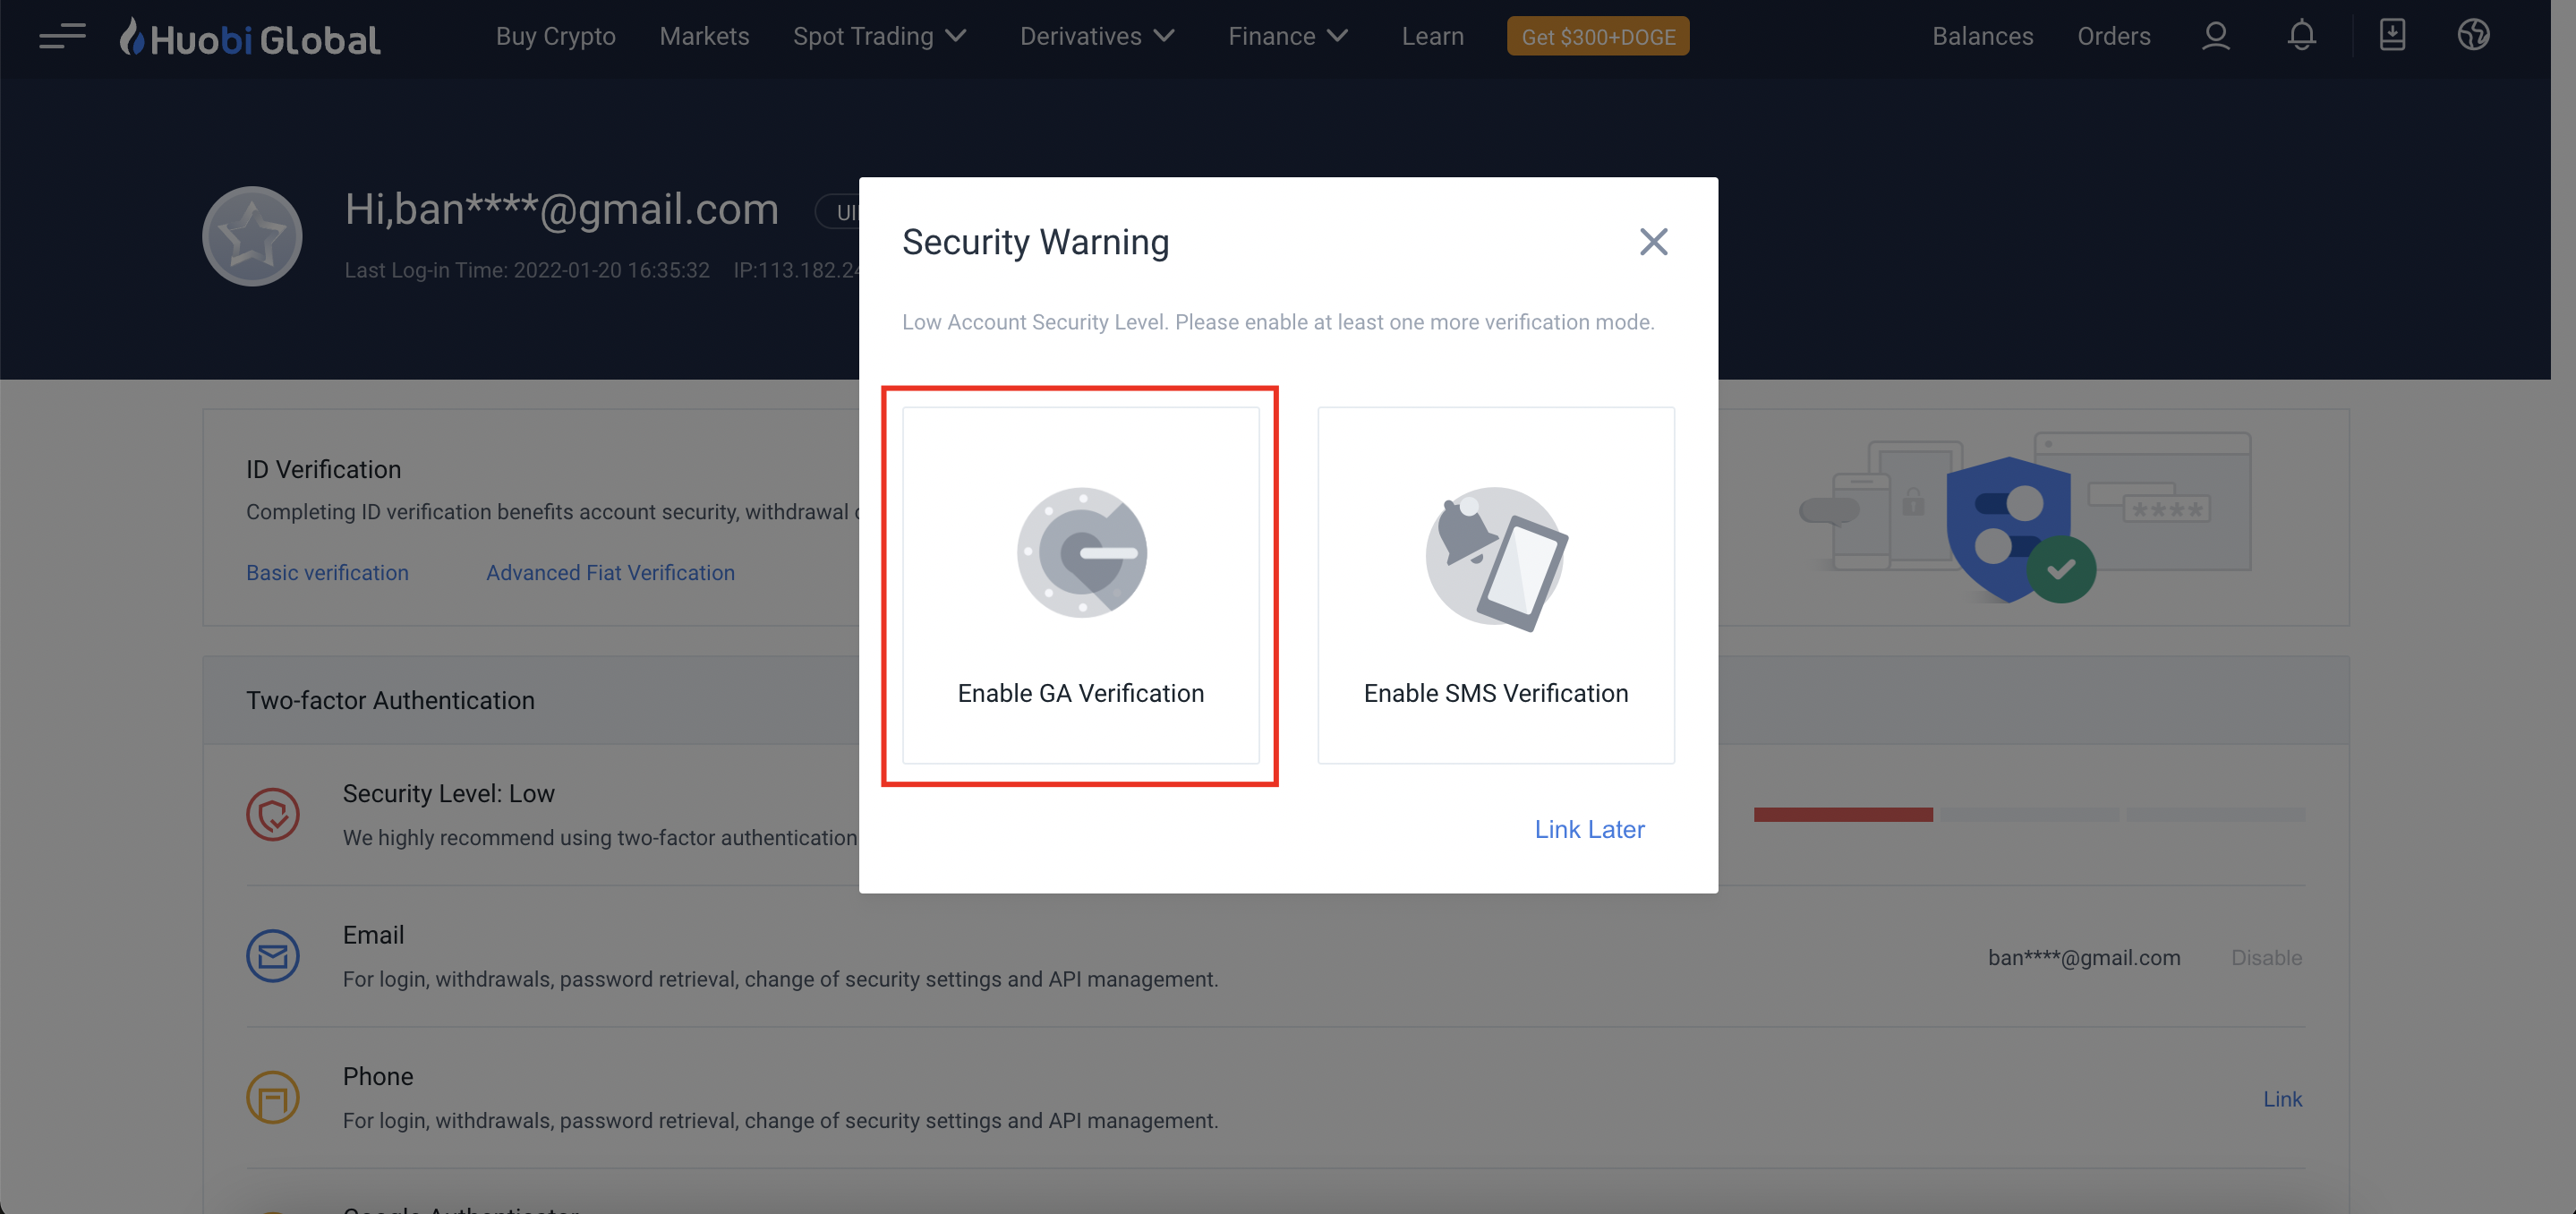 Huobi Global
Buy Crypto
Markets
Spot Trading
Derivatives
Finance
Learn
Get $300+DOGE
Balances
Orders
Hi,ban****@gmail.com
Last Log-in Time: 2022-01-20 16:35:32 IP:113.182.24
Security Warning
Low Account Security Level. Please enable at least one more verification mode.
Enable GA Verification
Enable SMS Verification
Link Later
ID Verification
Completing ID verification benefits account security, withdrawal
Basic verification
Advanced Fiat Verification
****
Two-factor Authentication
Security Level: Low
We highly recommend using two-factor authentication
Email
For login, withdrawals, password retrieval, change of security settings and API management.
ban****@gmail.com
Disable
Phone
For login, withdrawals, password retrieval, change of security settings and API management.
Link